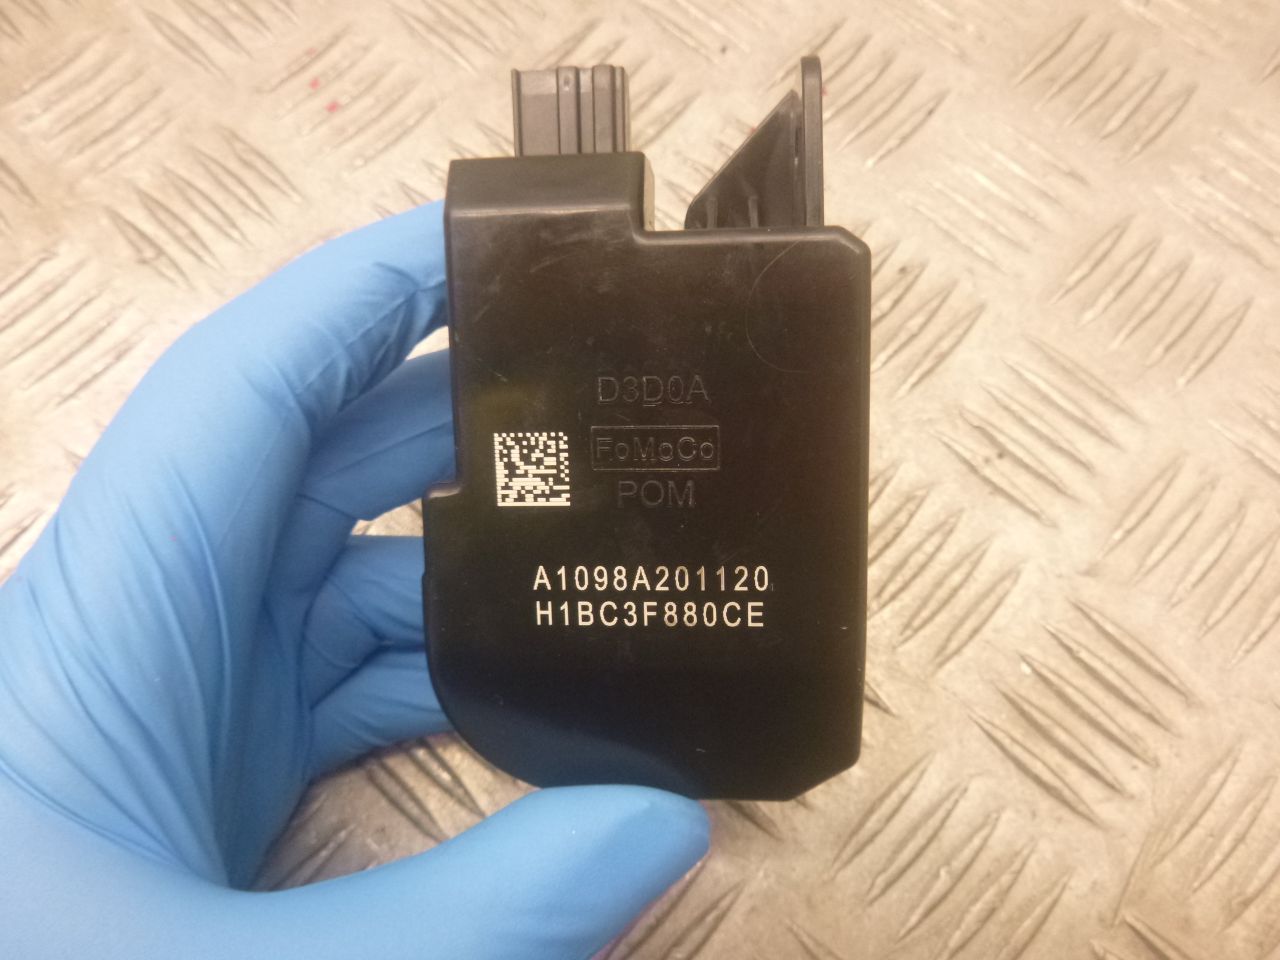 D3D0A
FoMoCo
POM
A1098A201120
H1BC3F880CE